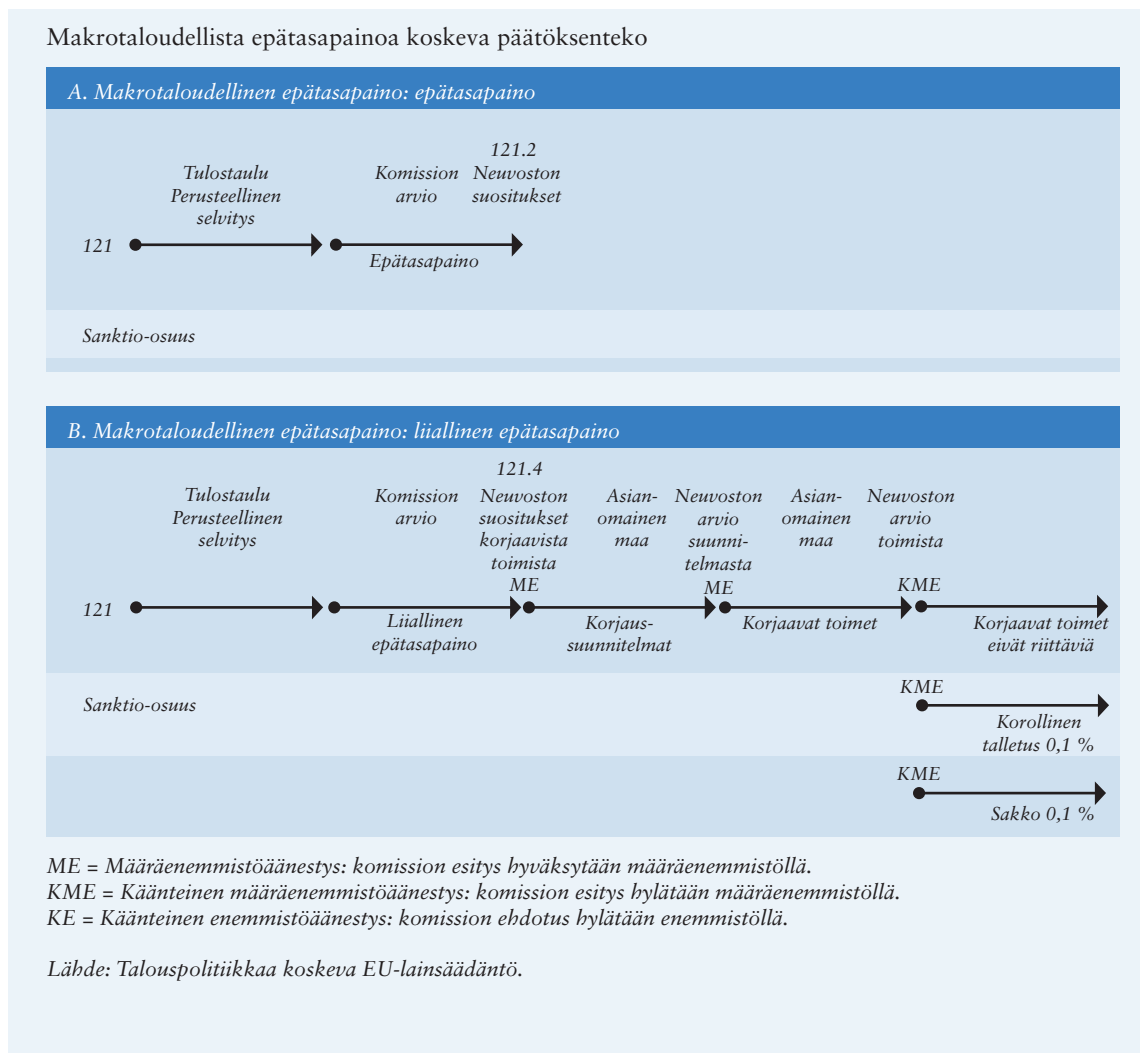 Makrotaloudellista epätasapainoa koskeva päätöksenteko
A. Makrotaloudellinen epätasapaino: epätasapaino
121.2
Tulostaulu Komission Neuvoston
Perusteellinen arvio suositukset
selvitys
121
Epätasapaino
Sanktio-osuus
B. Makrotaloudellinen epätasapaino: liiallinen epätasapaino
121.4
Tulostaulu Komission Neuvoston Asian- Neuvoston Asian- Neuvoston
Perusteellinen arvio suositukset omainen arvio omainen arvio
selvitys korjaavista maa suunni- maa toimista
toimista telmasta
ME ME KME
121
Liiallinen Korjaus- Korjaavat toimet Korjaavat toimet
epätasapaino suunnitelmat eivät riittäviä
KME
Sanktio-osuus
Korollinen
talletus 0,1 %
KME
Sakko 0,1 %
ME = Määräenemmistöäänestys: komission esitys hyväksytään määräenemmistöllä.
KME = Käänteinen määräenemmistöäänestys: komission esitys hylätään määräenemmistöllä.
KE = Käänteinen enemmistöäänestys: komission ehdotus hylätään enemmistöllä.
Lähde: Talouspolitiikkaa koskeva EU-lainsäädäntö.